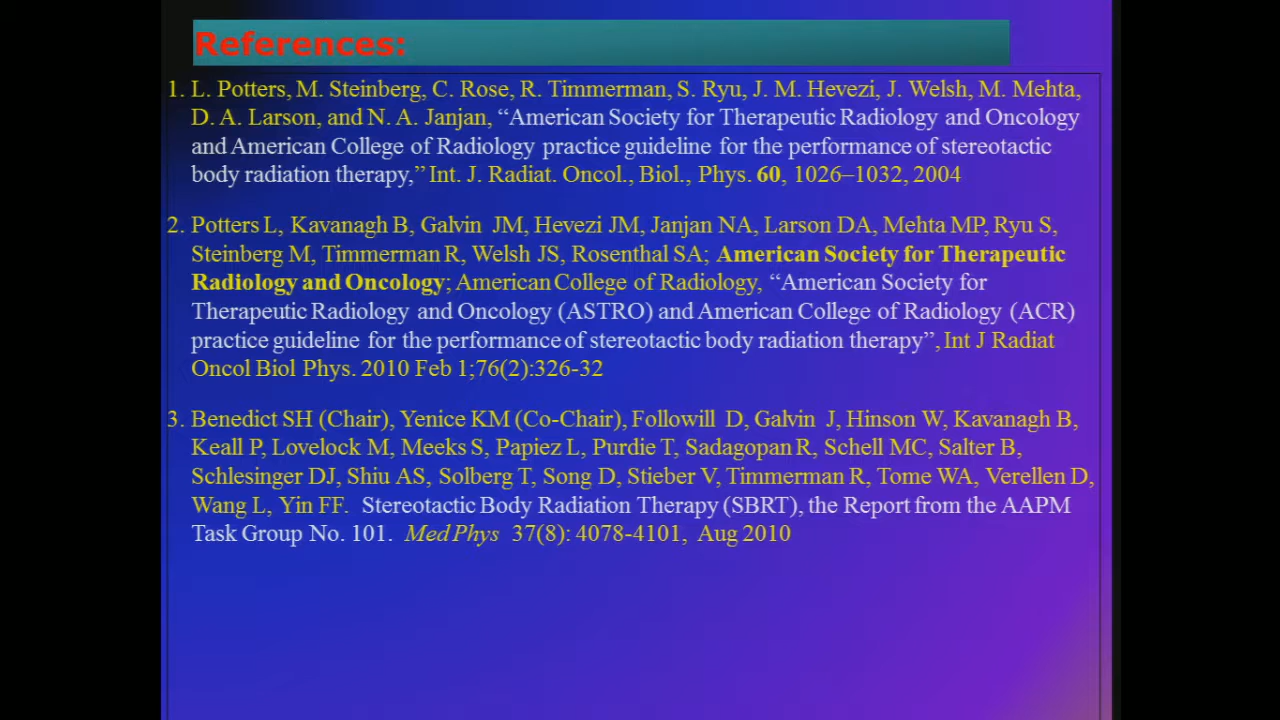 References:
1. L. Potters, M. Steinberg, C. Rose, R. Timmerman, S. Ryu, J. M. Hevezi, J. Welsh, M. Mehta,
D. A. Larson, and N. A. Janjan, “American Society for Therapeutic Radiology and Oncology
and American College of Radiology practice guideline for the performance of stereotactic
body radiation therapy,” Int. J. Radiat. Oncol., Biol., Phys. 60, 1026–1032, 2004
2. Potters L, Kavanagh B, Galvin JM, Hevezi JM, Janjan NA, Larson DA, Mehta MP, Ryu S,
Steinberg M, Timmerman R, Welsh JS, Rosenthal SA; American Society for Therapeutic
Radiology and Oncology; American College of Radiology, “American Society for
Therapeutic Radiology and Oncology (ASTRO) and American College of Radiology (ACR)
practice guideline for the performance of stereotactic body radiation therapy”, Int J Radiat
Oncol Biol Phys. 2010 Feb 1;76(2):326-32
3. Benedict SH (Chair), Yenice KM (Co-Chair), Followill D, Galvin J, Hinson W, Kavanagh B,
Keall P, Lovelock M, Meeks S, Papiez L, Purdie T, Sadagopan R, Schell MC, Salter B,
Schlesinger DJ, Shiu AS, Solberg T, Song D, Stieber V, Timmerman R, Tome WA, Verellen D,
Wang L, Yin FF. Stereotactic Body Radiation Therapy (SBRT), the Report from the AAPM
Task Group No. 101. Med Phys 37(8): 4078-4101, Aug 2010